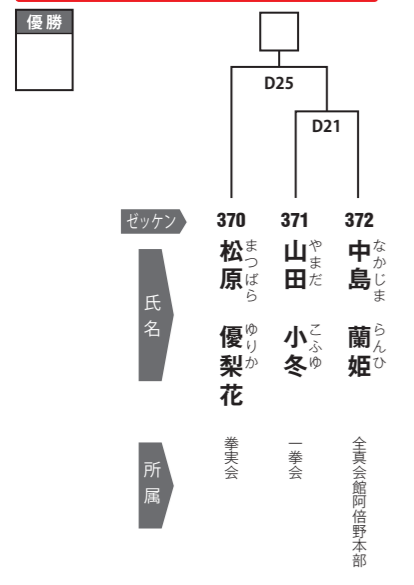 優勝
D25
D21
ゼッケン
370
371
372
氏名
松原 優梨花
まつばら ゆりか
山田 小冬
やまだ こふゆ
中島 蘭姫
なかじま らんひ
所属
拳実会
一拳会
全真会館阿倍野本部